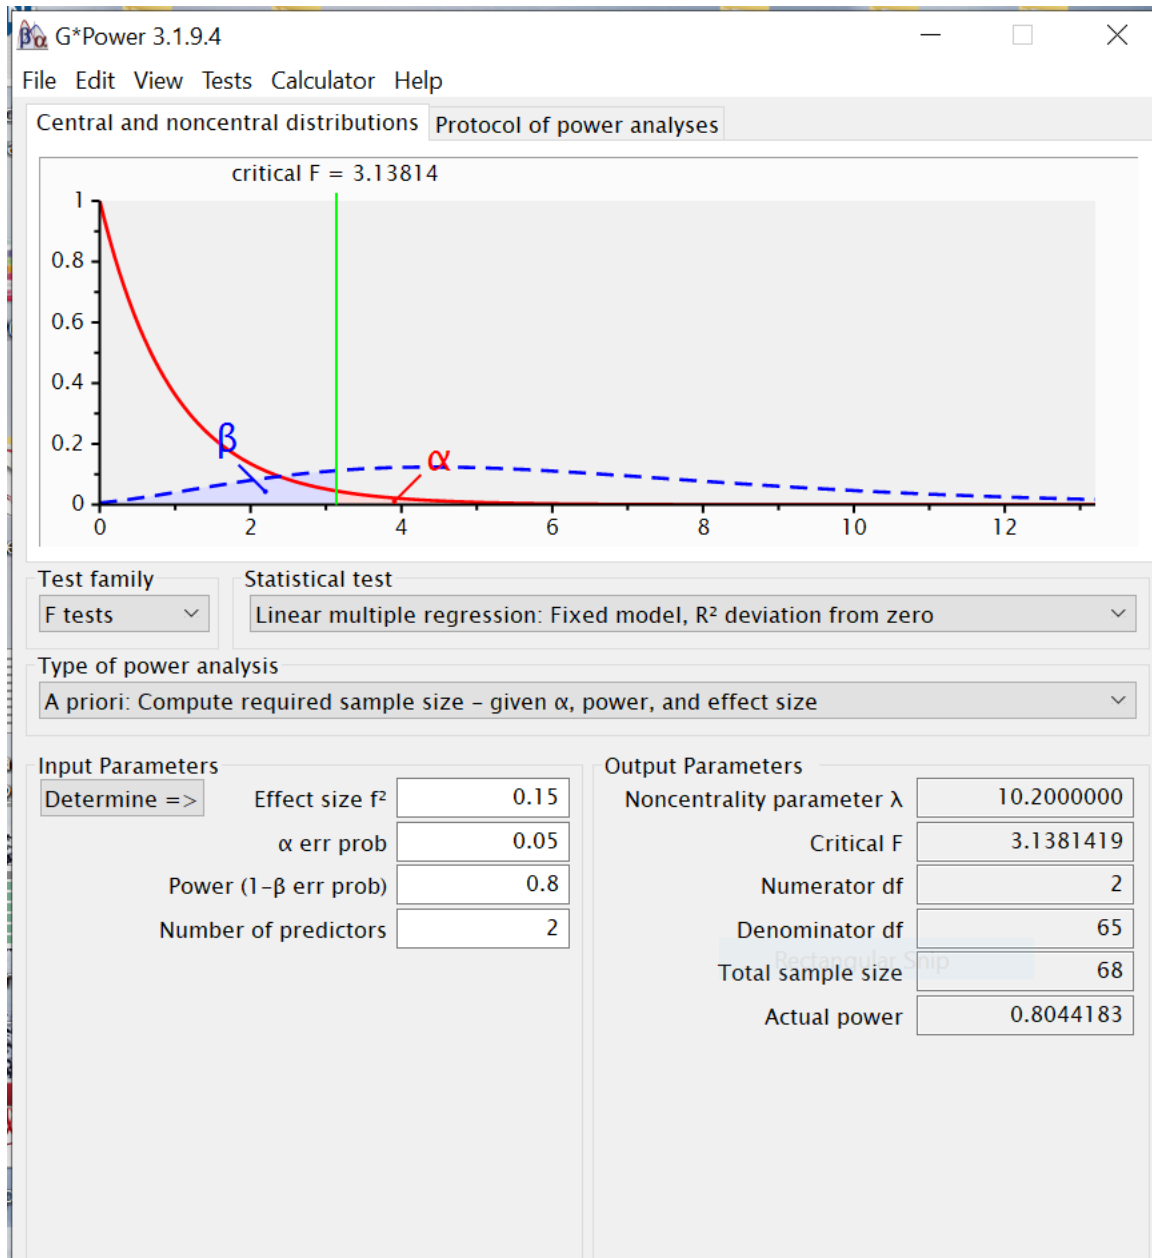 G*Power 3.1.9.4
File Edit View Tests Calculator Help
Central and noncentral distributions Protocol of power analyses
critical F = 3.13814
1
0.8
0.6
0.4
0.2
0
β
α
0 2 4 6 8 10 12
Test family
F tests
Statistical test
Linear multiple regression: Fixed model, R² deviation from zero
Type of power analysis
A priori: Compute required sample size – given α, power, and effect size
Input Parameters
Determine => Effect size f² 0.15
α err prob 0.05
Power (1–β err prob) 0.8
Number of predictors 2
Output Parameters
Noncentrality parameter λ 10.2000000
Critical F 3.1381419
Numerator df 2
Denominator df 65
Rectangular Snip
Total sample size 68
Actual power 0.8044183